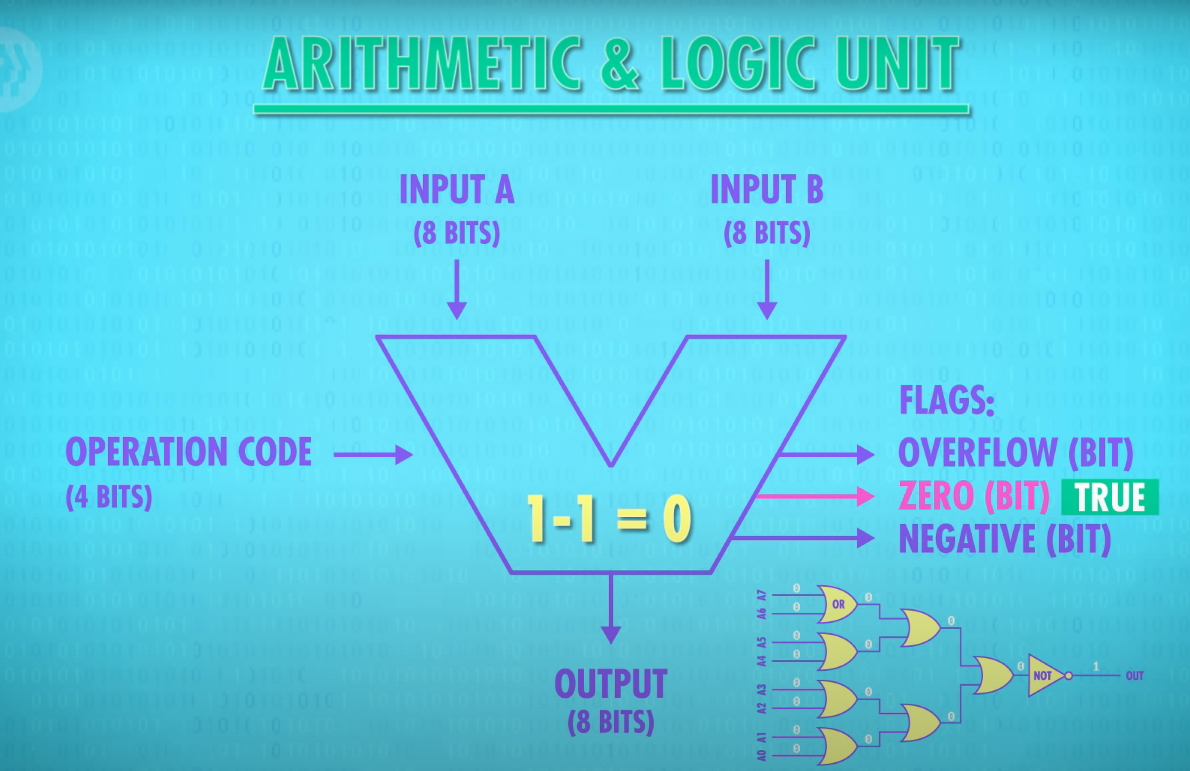 ARITHMETIC & LOGIC UNIT
INPUT A
(8 BITS)
INPUT B
(8 BITS)
OPERATION CODE
(4 BITS)
1-1 = 0
FLAGS:
OVERFLOW (BIT)
ZERO (BIT) TRUE
NEGATIVE (BIT)
OUTPUT
(8 BITS)
A7 0
A6 0
OR 0
A5 0
A4 0
0
A3 0
A2 0
0
A1 0
A0 0
0
0
0
0
NOT
1
OUT